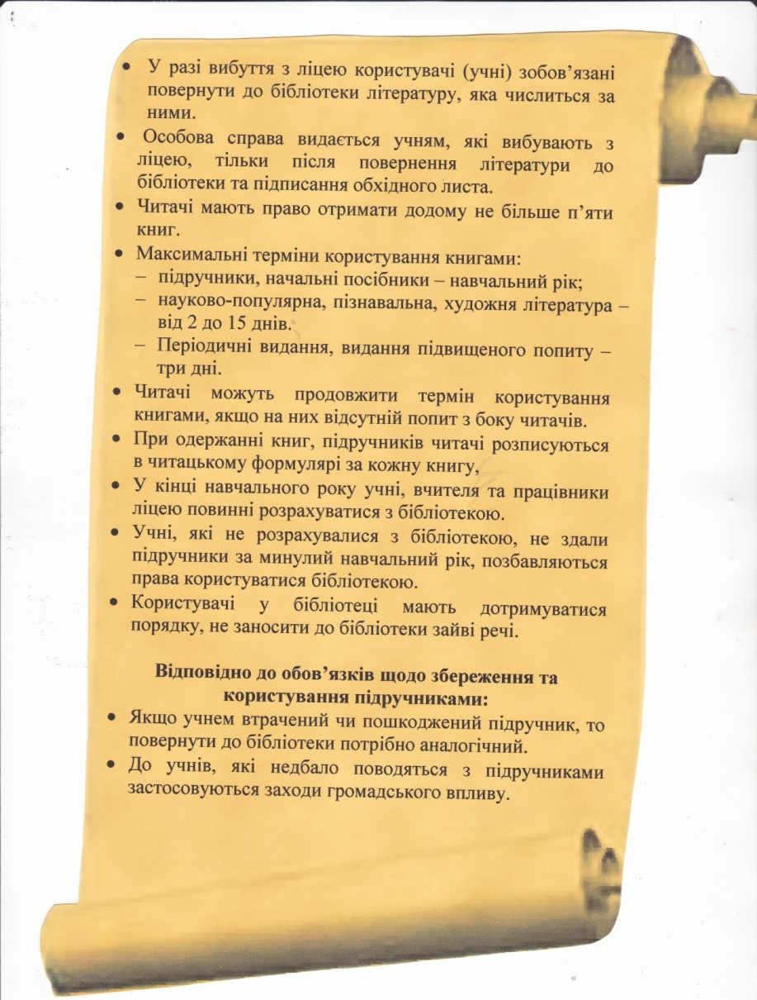 • У разі вибуття з ліцею користувачі (учні) зобов’язані
повернути до бібліотеки літературу, яка числиться за
ними.
• Особова справа видається учням, які вибувають з
ліцею, тільки після повернення літератури до
бібліотеки та підписання обхідного листа.
• Читачі мають право отримати додому не більше п’яти
книг.
• Максимальні терміни користування книгами:
– підручники, начальні посібники – навчальний рік;
– науково-популярна, пізнавальна, художня література –
від 2 до 15 днів.
– Періодичні видання, видання підвищеного попиту –
три дні.
• Читачі можуть продовжити термін користування
книгами, якщо на них відсутній попит з боку читачів.
• При одержанні книг, підручників читачі розписуються
в читацькому формулярі за кожну книгу,
• У кінці навчального року учні, вчителя та працівники
ліцею повинні розрахуватися з бібліотекою.
• Учні, які не розрахувалися з бібліотекою, не здали
підручники за минулий навчальний рік, позбавляються
права користуватися бібліотекою.
• Користувачі у бібліотеці мають дотримуватися
порядку, не заносити до бібліотеки зайві речі.
Відповідно до обов’язків щодо збереження та
користування підручниками:
• Якщо учнем втрачений чи пошкоджений підручник, то
повернути до бібліотеки потрібно аналогічний.
• До учнів, які недбало поводяться з підручниками
застосовуються заходи громадського впливу.